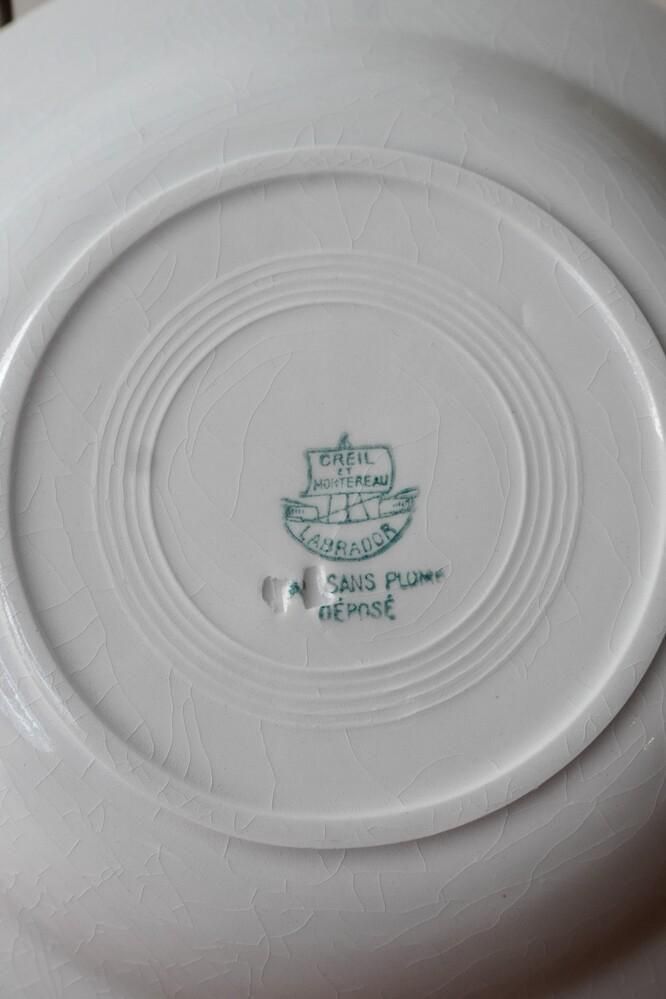 CREIL
ET
MONTEREAU
LABRADOR
SANS PLOMB
DÉPOSÉ